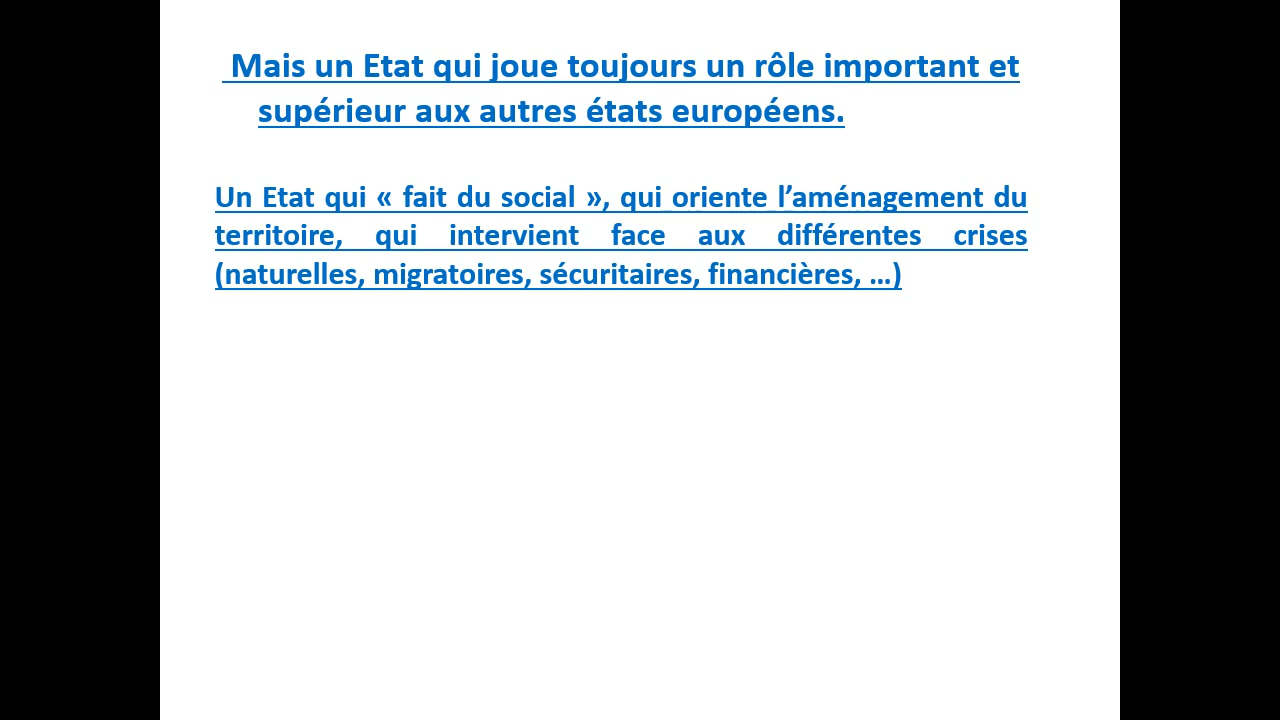 Mais un Etat qui joue toujours un rôle important et
supérieur aux autres états européens.
Un Etat qui « fait du social », qui oriente l’aménagement du
territoire, qui intervient face aux différentes crises
(naturelles, migratoires, sécuritaires, financières, …)